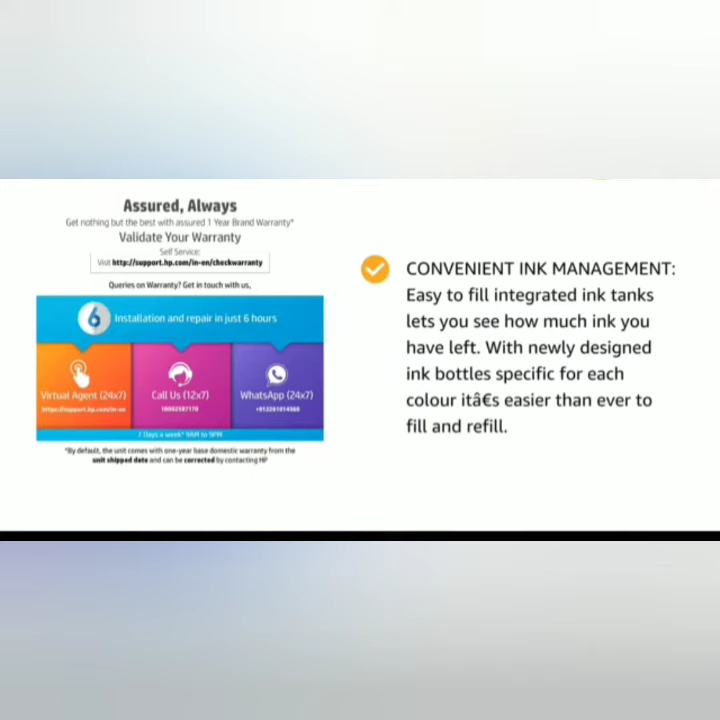 Assured, Always
Get nothing but the best with assured 1 Year Brand Warranty*
Validate Your Warranty
Self Service:
Visit http://support.hp.com/in-en/checkwarranty
Queries on Warranty? Get in touch with us,
6 Installation and repair in just 6 hours
Virtual Agent (24x7)
https://support.hp.com/in-en
Call Us (12x7)
WhatsApp (24x7)
7 Days a week* 9AM to 9PM
*By default, the unit comes with one-year base domestic warranty from the
unit shipped date and can be corrected by contacting HP
CONVENIENT INK MANAGEMENT:
Easy to fill integrated ink tanks
lets you see how much ink you
have left. With newly designed
ink bottles specific for each
colour itâ€s easier than ever to
fill and refill.